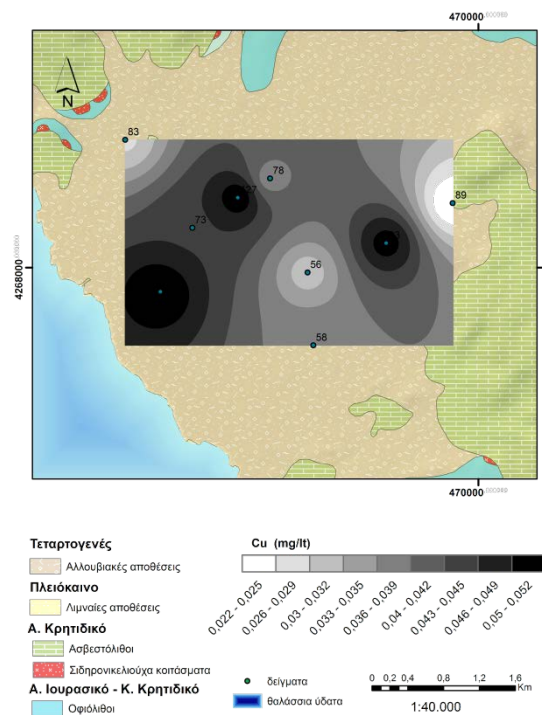 470000
N
83
78
27
89
73
56
4268000
58
470000
Τεταρτογενές
Αλλουβιακές αποθέσεις
Πλειόκαινο
Λιμναίες αποθέσεις
Α. Κρητιδικό
Ασβεστόλιθοι
Σιδηρονικελιούχα κοιτάσματα
Α. Ιουρασικό - Κ. Κρητιδικό
Οφιόλιθοι
Cu (mg/lt)
0,022 - 0,025
0,026 - 0,029
0,03 - 0,032
0,033 - 0,035
0,036 - 0,039
0,04 - 0,042
0,043 - 0,045
0,046 - 0,049
0,05 - 0,052
δείγματα
θαλάσσια ύδατα
0 0,2 0,4 0,8 1,2 1,6
Km
1:40.000